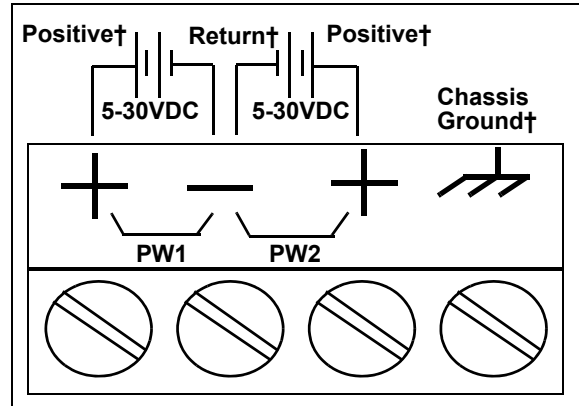 Positive† Return† Positive†
5-30VDC 5-30VDC
Chassis
Ground†
PW1 PW2